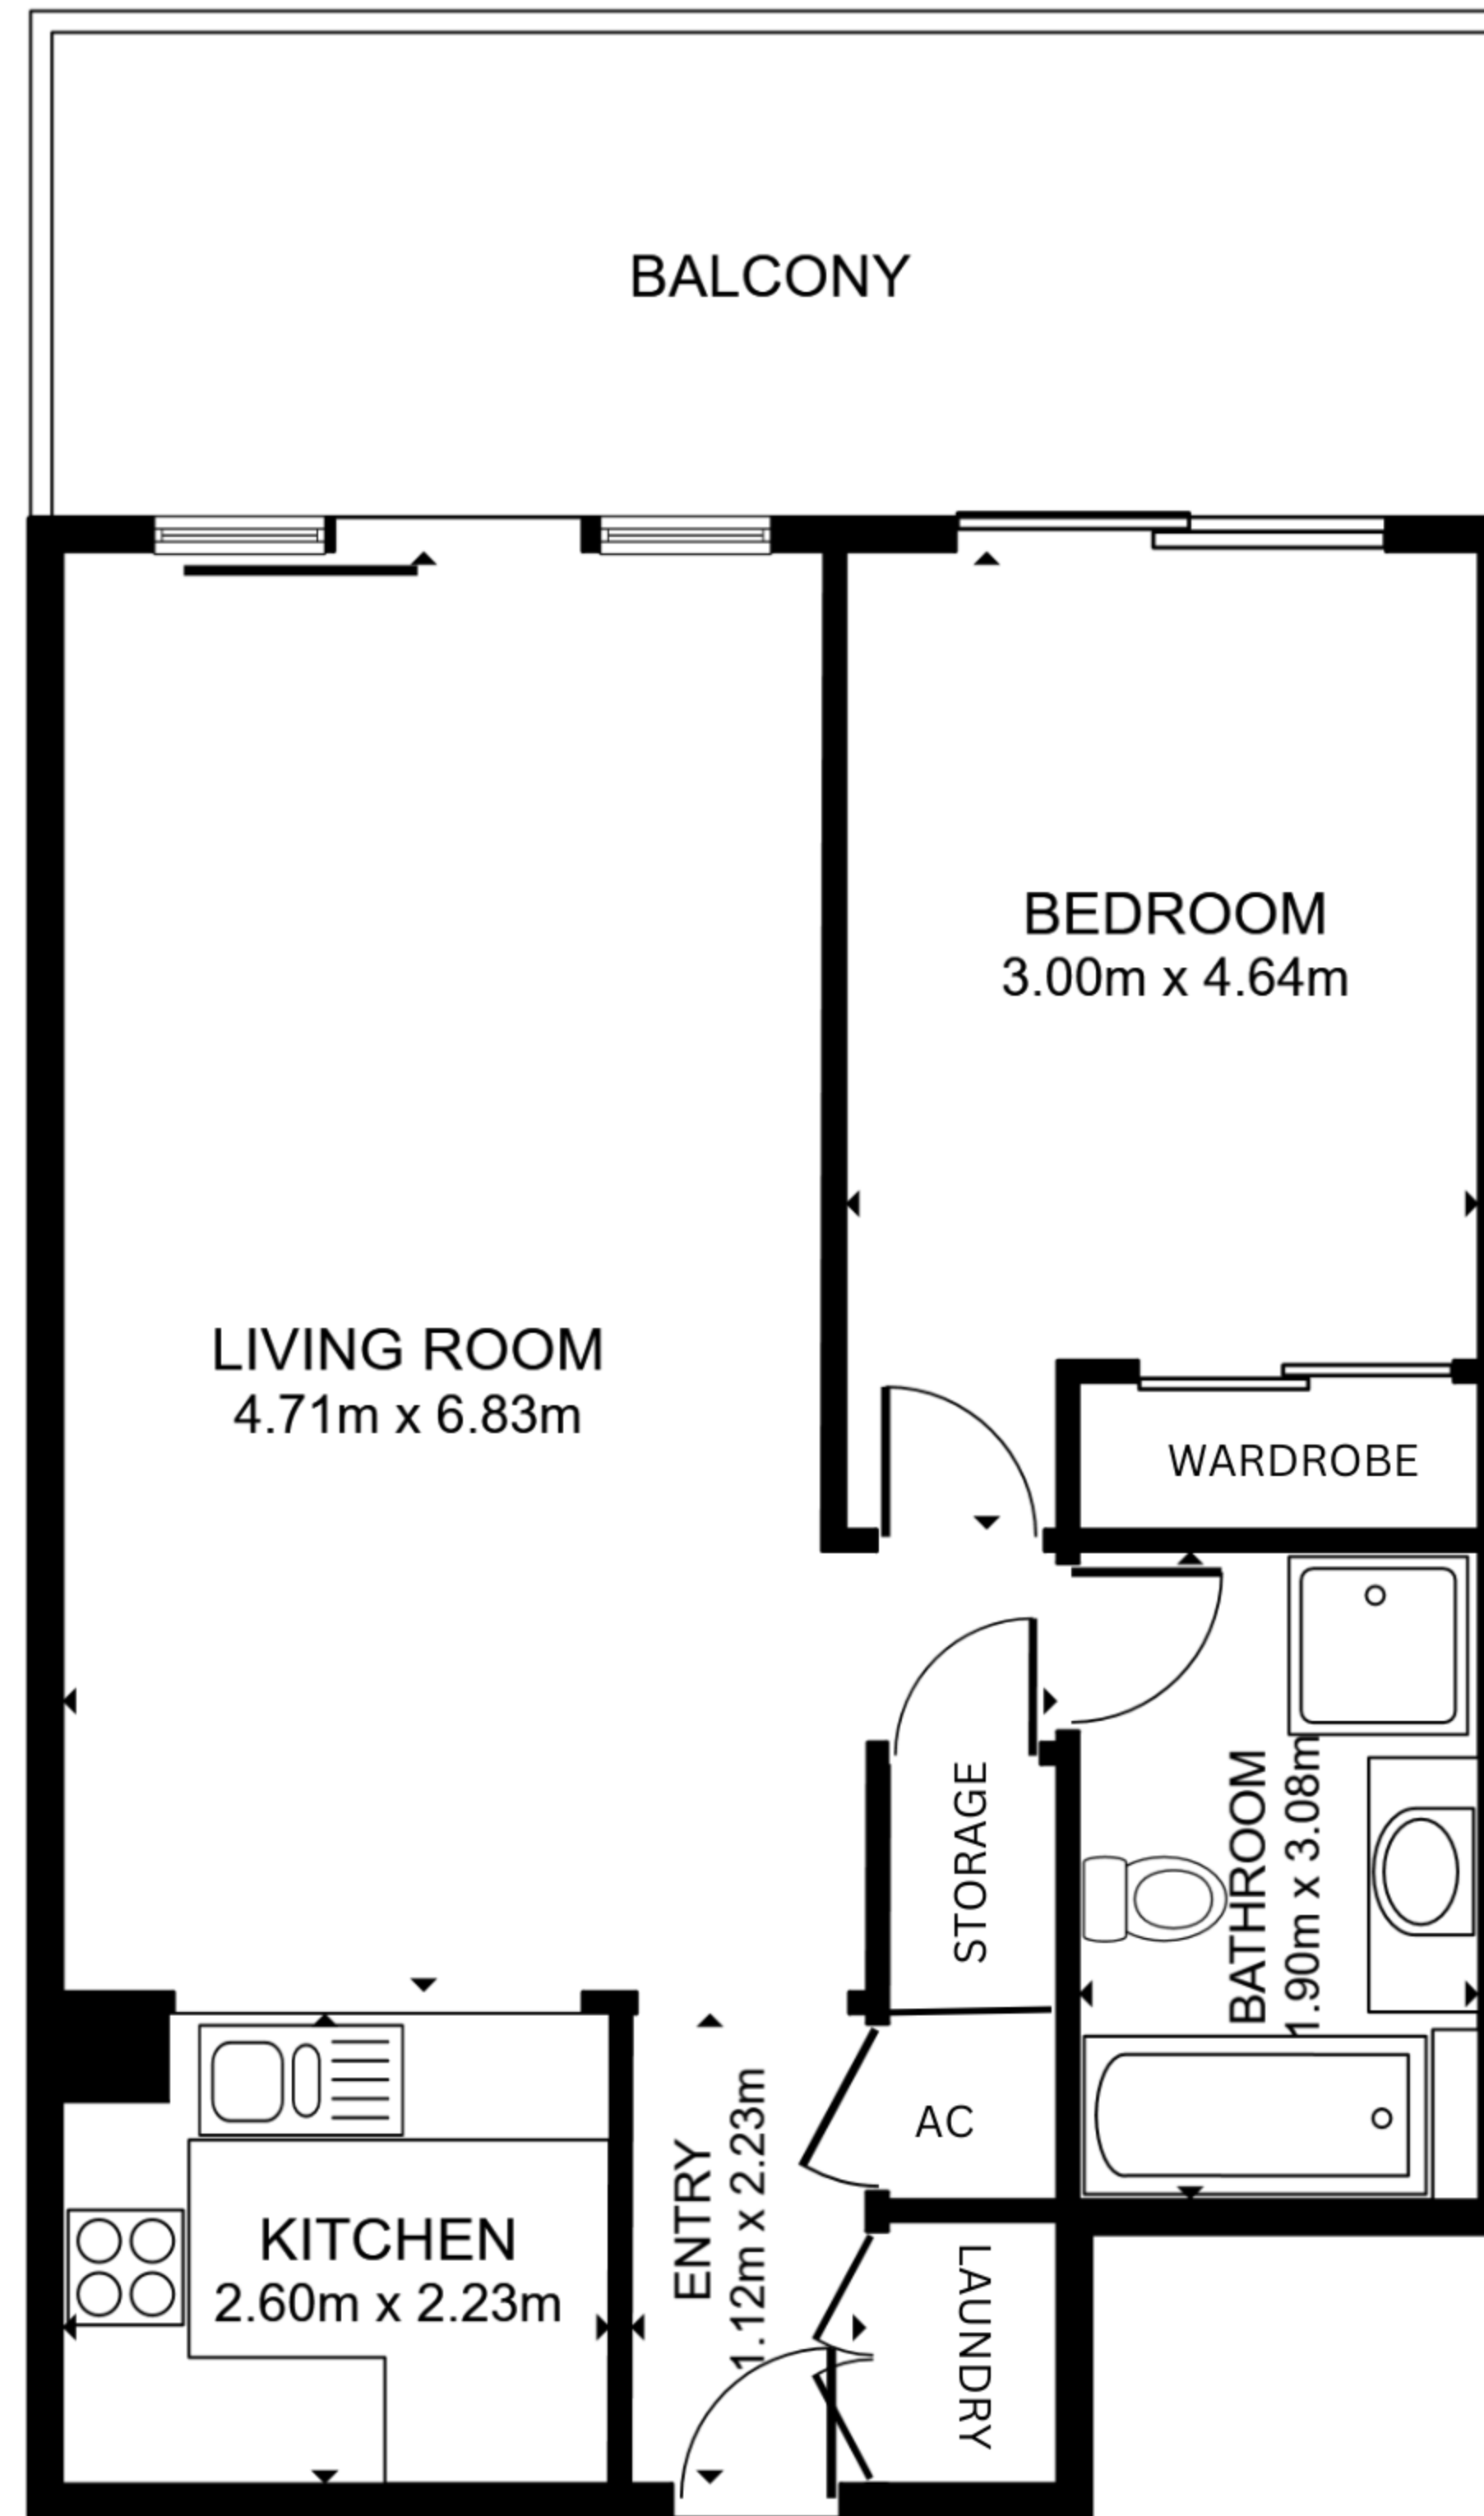 BALCONY
BEDROOM
3.00m x 4.64m
LIVING ROOM
4.71m x 6.83m
WARDROBE
STORAGE
BATHROOM
1.90m x 3.08m
AC
ENTRY
1.12m x 2.23m
KITCHEN
2.60m x 2.23m
LAUNDRY